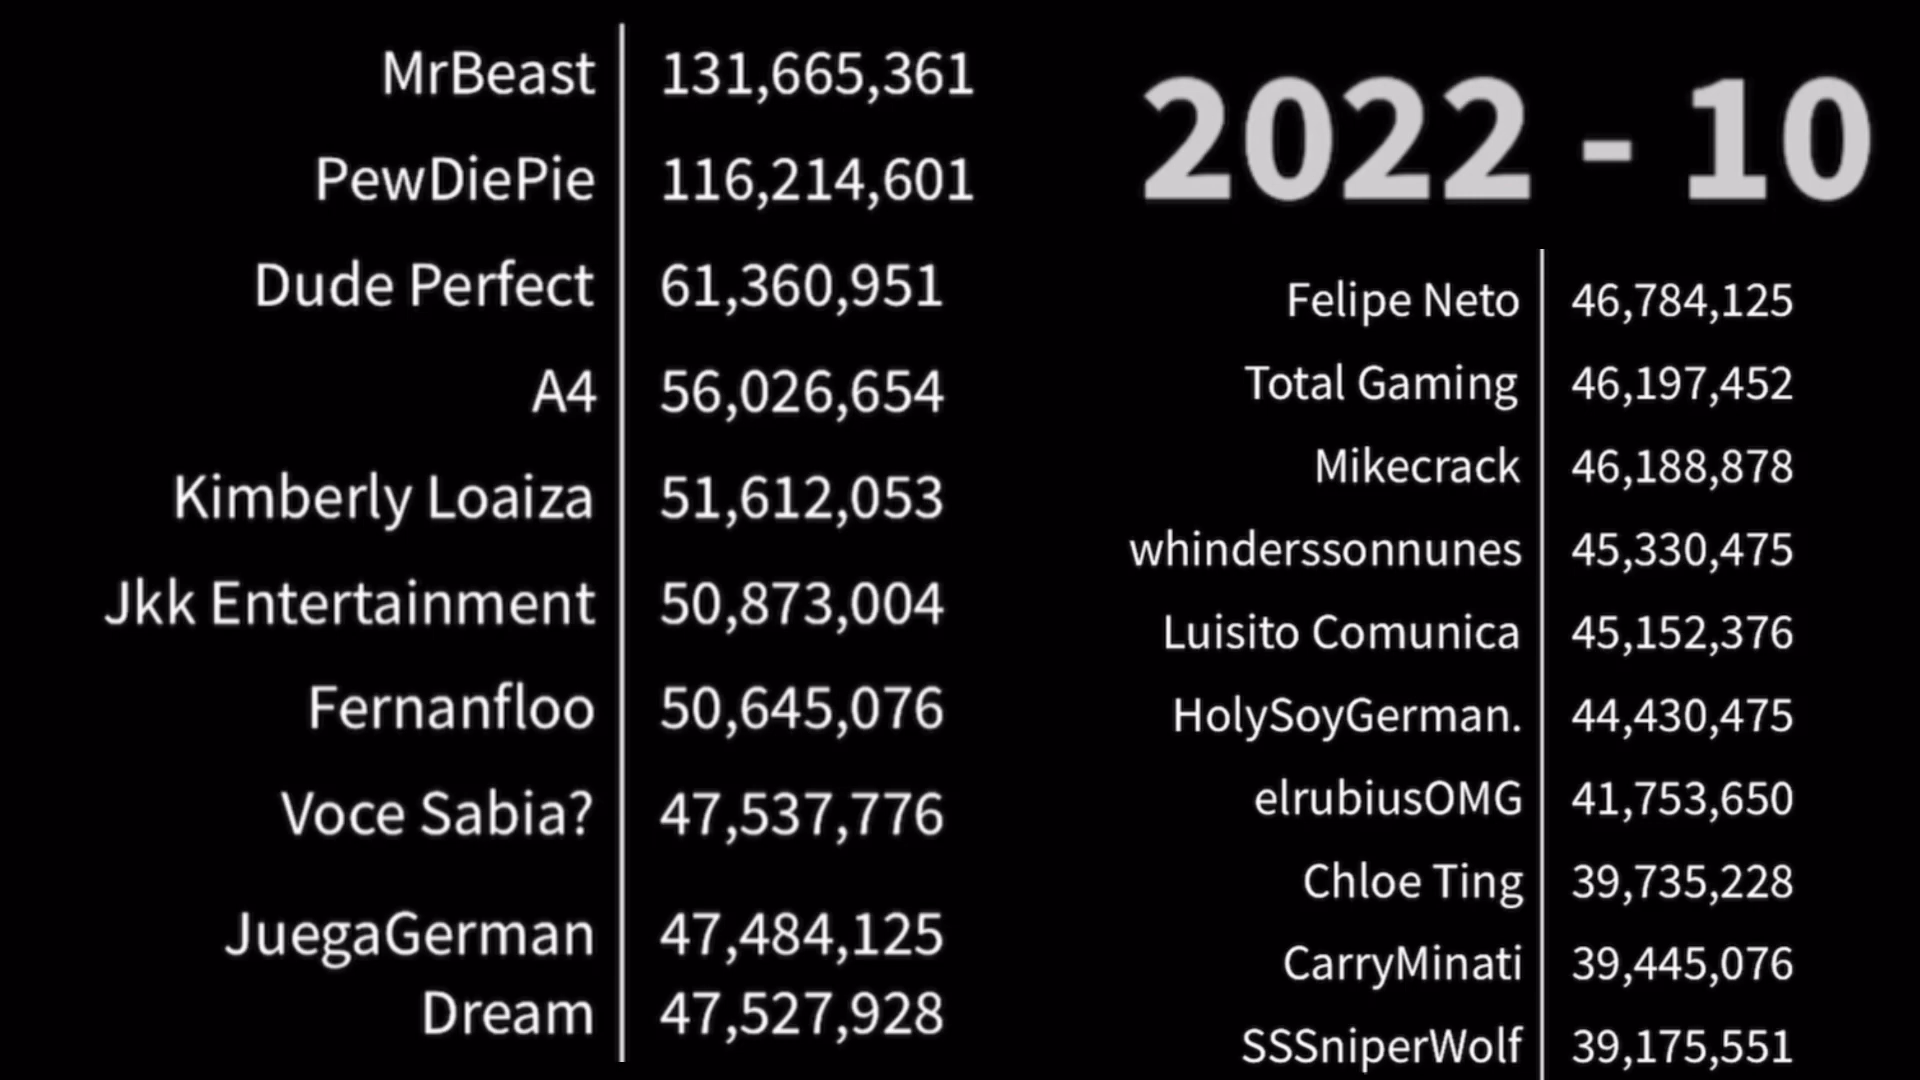 MrBeast 131,665,361
PewDiePie 116,214,601
Dude Perfect 61,360,951
A4 56,026,654
Kimberly Loaiza 51,612,053
Jkk Entertainment 50,873,004
Fernanfloo 50,645,076
Voce Sabia? 47,537,776
JuegaGerman 47,484,125
Dream 47,527,928
2022 - 10
Felipe Neto 46,784,125
Total Gaming 46,197,452
Mikecrack 46,188,878
whinderssonnunes 45,330,475
Luisito Comunica 45,152,376
HolySoyGerman. 44,430,475
elrubiusOMG 41,753,650
Chloe Ting 39,735,228
CarryMinati 39,445,076
SSSniperWolf 39,175,551